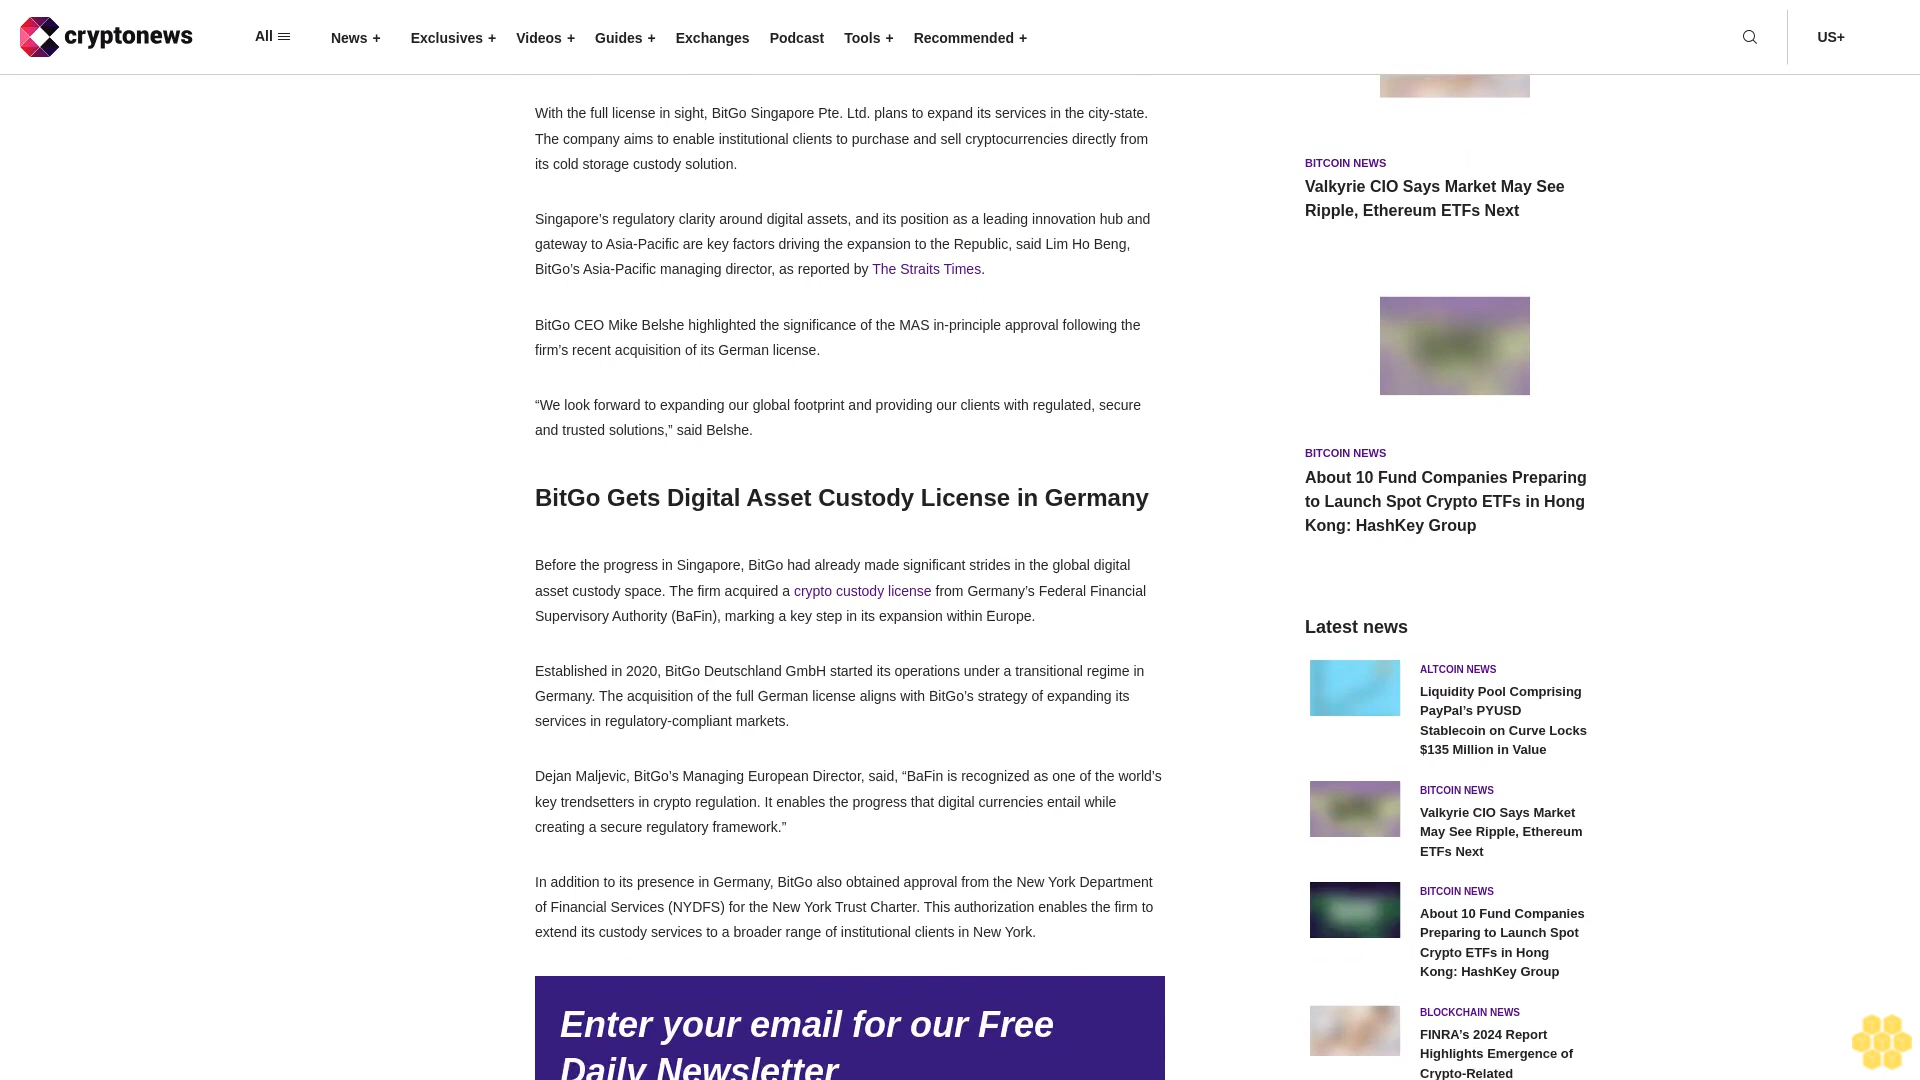 cryptonews
All
News +
Exclusives +
Videos +
Guides +
Exchanges
Podcast
Tools +
Recommended +
US+
With the full license in sight, BitGo Singapore Pte. Ltd. plans to expand its services in the city-state.
The company aims to enable institutional clients to purchase and sell cryptocurrencies directly from
its cold storage custody solution.
Singapore’s regulatory clarity around digital assets, and its position as a leading innovation hub and
gateway to Asia-Pacific are key factors driving the expansion to the Republic, said Lim Ho Beng,
BitGo’s Asia-Pacific managing director, as reported by The Straits Times.
BitGo CEO Mike Belshe highlighted the significance of the MAS in-principle approval following the
firm’s recent acquisition of its German license.
“We look forward to expanding our global footprint and providing our clients with regulated, secure
and trusted solutions,” said Belshe.
BitGo Gets Digital Asset Custody License in Germany
Before the progress in Singapore, BitGo had already made significant strides in the global digital
asset custody space. The firm acquired a crypto custody license from Germany’s Federal Financial
Supervisory Authority (BaFin), marking a key step in its expansion within Europe.
Established in 2020, BitGo Deutschland GmbH started its operations under a transitional regime in
Germany. The acquisition of the full German license aligns with BitGo’s strategy of expanding its
services in regulatory-compliant markets.
Dejan Maljevic, BitGo’s Managing European Director, said, “BaFin is recognized as one of the world’s
key trendsetters in crypto regulation. It enables the progress that digital currencies entail while
creating a secure regulatory framework.”
In addition to its presence in Germany, BitGo also obtained approval from the New York Department
of Financial Services (NYDFS) for the New York Trust Charter. This authorization enables the firm to
extend its custody services to a broader range of institutional clients in New York.
Enter your email for our Free
Daily Newsletter
BITCOIN NEWS
Valkyrie CIO Says Market May See
Ripple, Ethereum ETFs Next
BITCOIN NEWS
About 10 Fund Companies Preparing
to Launch Spot Crypto ETFs in Hong
Kong: HashKey Group
Latest news
ALTCOIN NEWS
Liquidity Pool Comprising
PayPal’s PYUSD
Stablecoin on Curve Locks
$135 Million in Value
BITCOIN NEWS
Valkyrie CIO Says Market
May See Ripple, Ethereum
ETFs Next
BITCOIN NEWS
About 10 Fund Companies
Preparing to Launch Spot
Crypto ETFs in Hong
Kong: HashKey Group
BLOCKCHAIN NEWS
FINRA’s 2024 Report
Highlights Emergence of
Crypto-Related